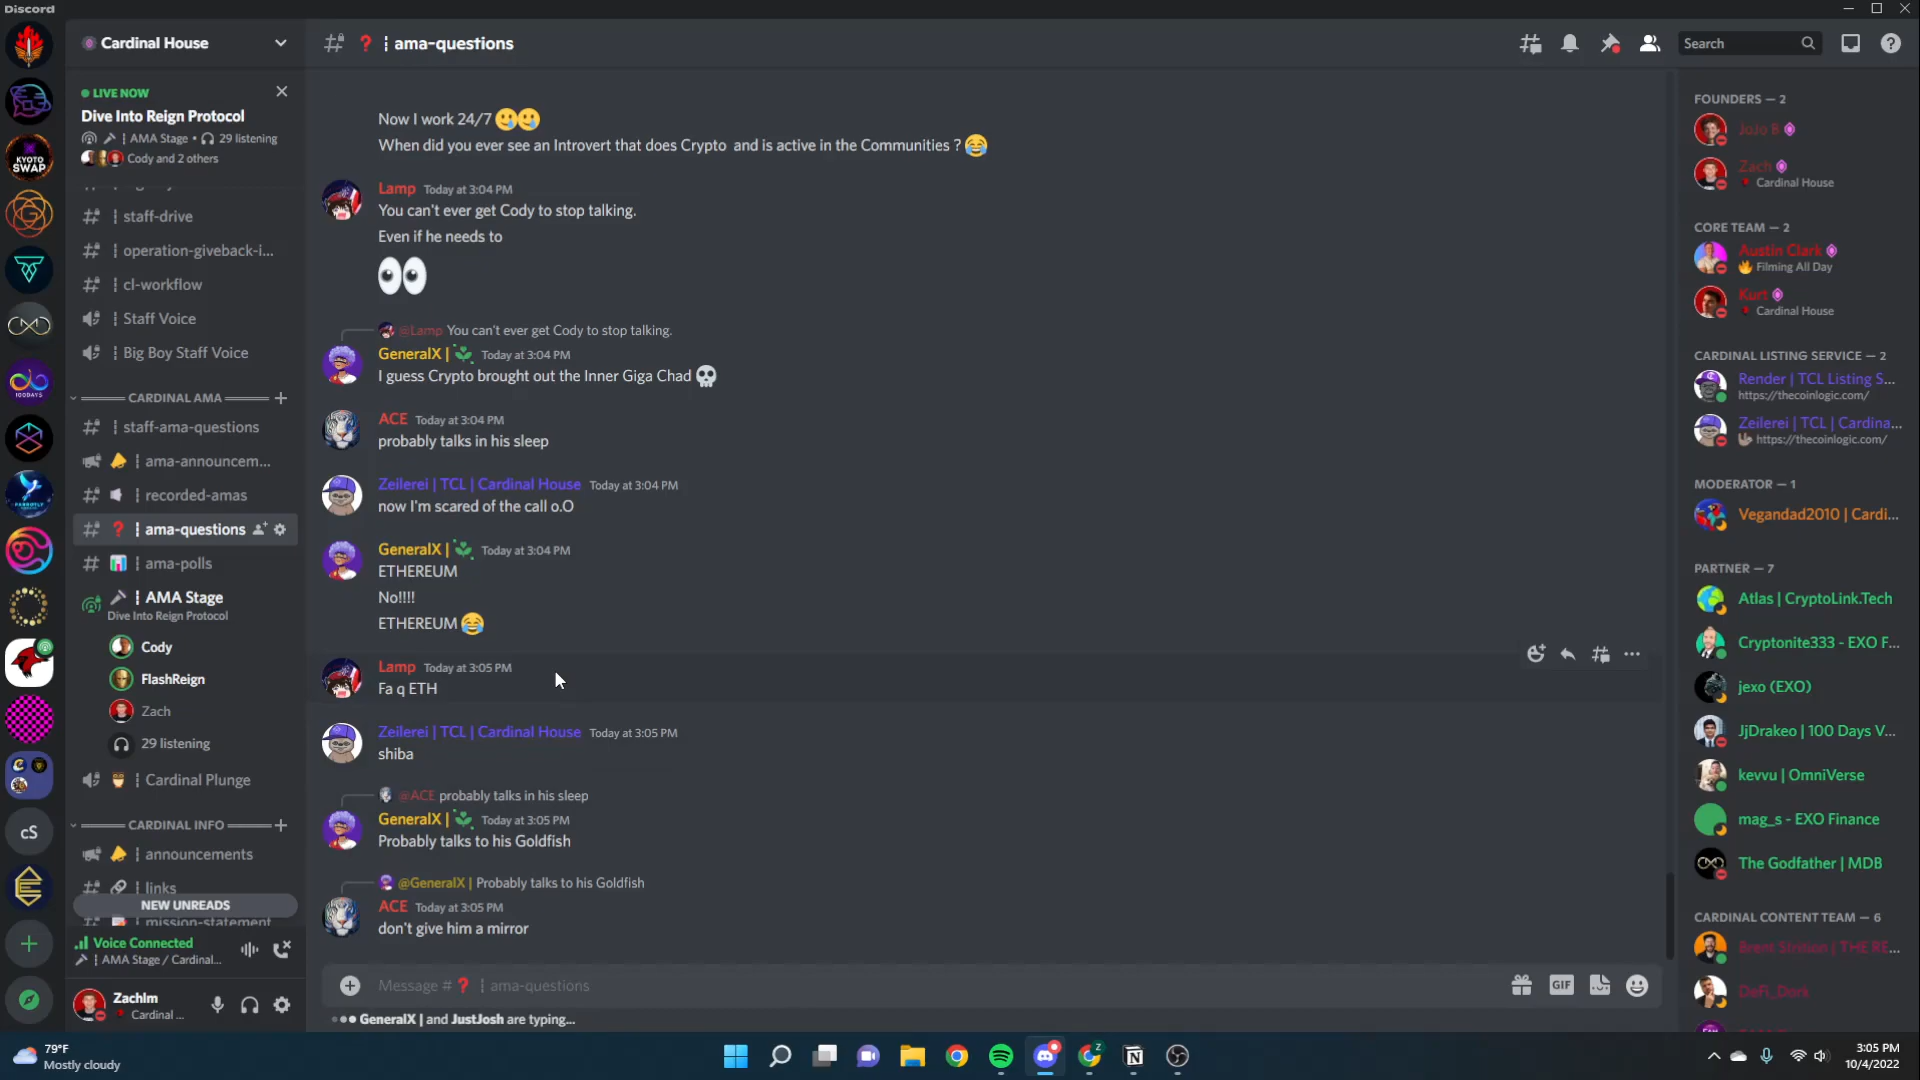 Discord
Cardinal House
❓ ¦ ama-questions
Search
LIVE NOW
Dive Into Reign Protocol
¦ AMA Stage • 29 listening
Cody and 2 others
¦ staff-drive
¦ operation-giveback-i...
¦ cl-workflow
¦ Staff Voice
¦ Big Boy Staff Voice
CARDINAL AMA
¦ staff-ama-questions
¦ ama-announcem...
¦ recorded-amas
❓ ¦ ama-questions
¦ ama-polls
¦ AMA Stage
Dive Into Reign Protocol
Cody
FlashReign
Zach
29 listening
¦ Cardinal Plunge
CARDINAL INFO
¦ announcements
¦ links
NEW UNREADS
¦ mission-statement
Voice Connected
¦ AMA Stage / Cardinal...
Zachlm
Cardinal ...
KYOTO
SWAP
100DAYS
cS
Now I work 24/7 🥲🥲
When did you ever see an Introvert that does Crypto and is active in the Communities ? 😂
Lamp Today at 3:04 PM
You can't ever get Cody to stop talking.
Even if he needs to
👀
@Lamp You can't ever get Cody to stop talking.
GeneralX | Today at 3:04 PM
I guess Crypto brought out the Inner Giga Chad 💀
ACE Today at 3:04 PM
probably talks in his sleep
Zeilerei | TCL | Cardinal House Today at 3:04 PM
now I'm scared of the call o.O
GeneralX | Today at 3:04 PM
ETHEREUM
No!!!!
ETHEREUM 😂
Lamp Today at 3:05 PM
Fa q ETH
Zeilerei | TCL | Cardinal House Today at 3:05 PM
shiba
@ACE probably talks in his sleep
GeneralX | Today at 3:05 PM
Probably talks to his Goldfish
@GeneralX | Probably talks to his Goldfish
ACE Today at 3:05 PM
don't give him a mirror
Message # ❓ ¦ ama-questions
GIF
GeneralX | and JustJosh are typing...
FOUNDERS — 2
JoJo B
Zach
Cardinal House
CORE TEAM — 2
Austin Clark
🔥 Filming All Day
Kurt
Cardinal House
CARDINAL LISTING SERVICE — 2
Render | TCL Listing S...
https://thecoinlogic.com/
Zeilerei | TCL | Cardina...
https://thecoinlogic.com/
MODERATOR — 1
Vegandad2010 | Cardi...
PARTNER — 7
Atlas | CryptoLink.Tech
Cryptonite333 - EXO F...
jexo (EXO)
JjDrakeo | 100 Days V...
kevvu | OmniVerse
mag_s - EXO Finance
The Godfather | MDB
CARDINAL CONTENT TEAM — 6
DeFi_Dork
79°F
Mostly cloudy
3:05 PM
10/4/2022